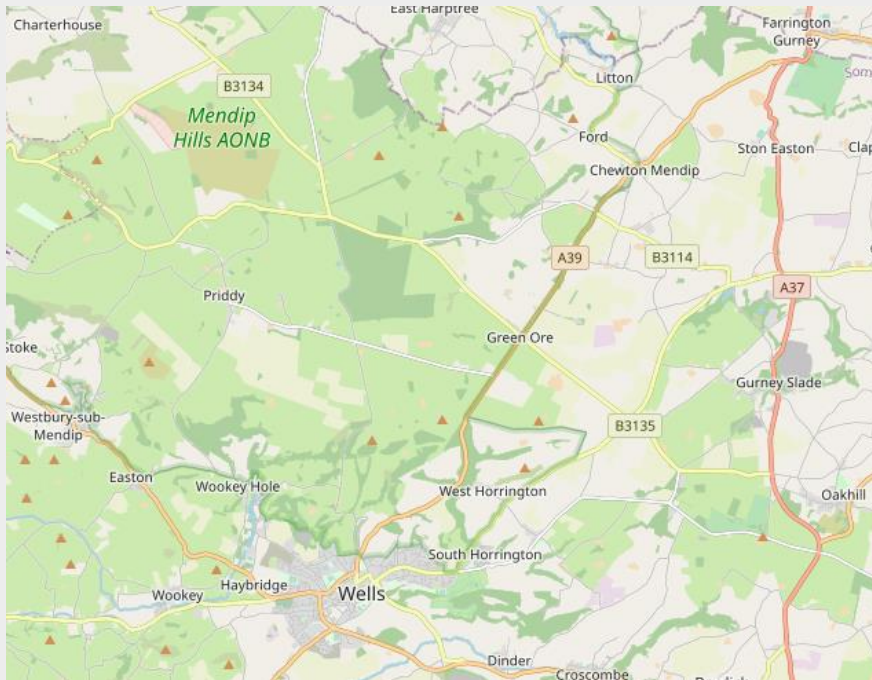 East Harptree
Charterhouse
Farrington
Gurney
Litton
B3134
Mendip
Hills AONB
Ford
Ston Easton
Chewton Mendip
A39
B3114
A37
Priddy
Green Ore
Stoke
Gurney Slade
Westbury-sub-
Mendip
B3135
Easton
Wookey Hole
West Horrington
Oakhill
South Horrington
Haybridge
Wells
Wookey
Dinder
Croscombe